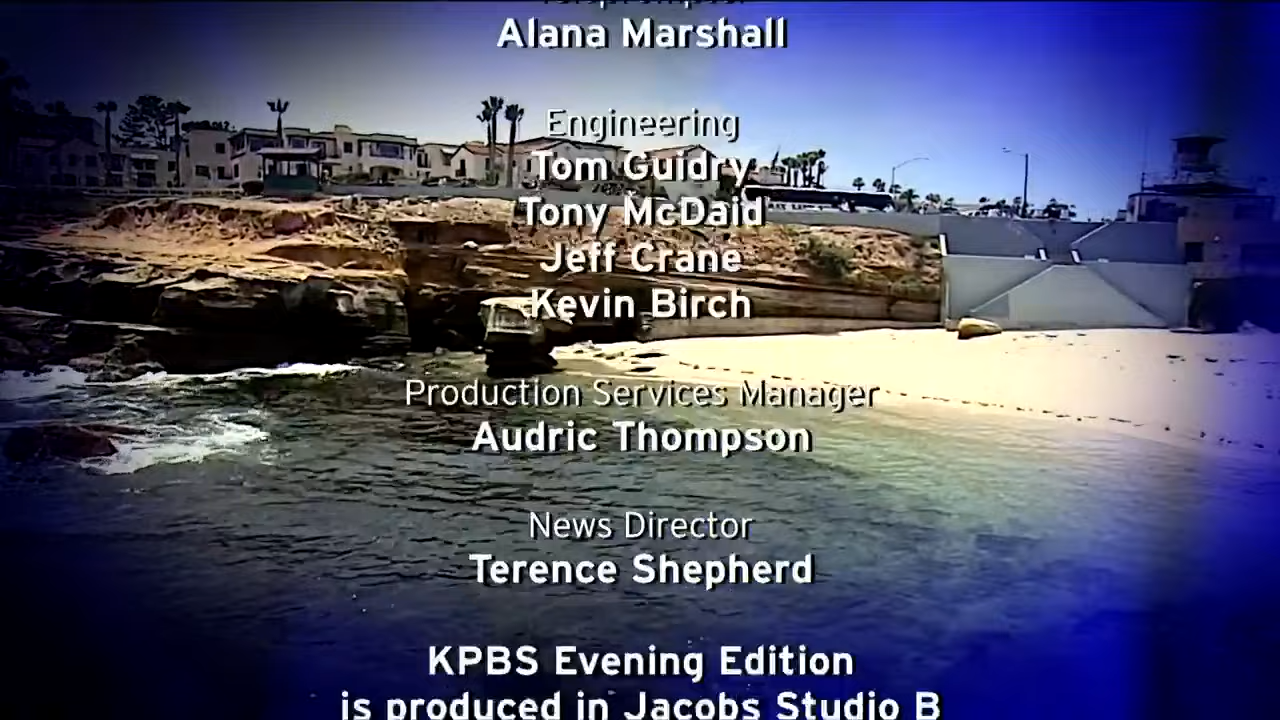 Alana Marshall
Engineering
Tom Guidry
Tony McDaid
Jeff Crane
Kevin Birch
Production Services Manager
Audric Thompson
News Director
Terence Shepherd
KPBS Evening Edition
is produced in Jacobs Studio B